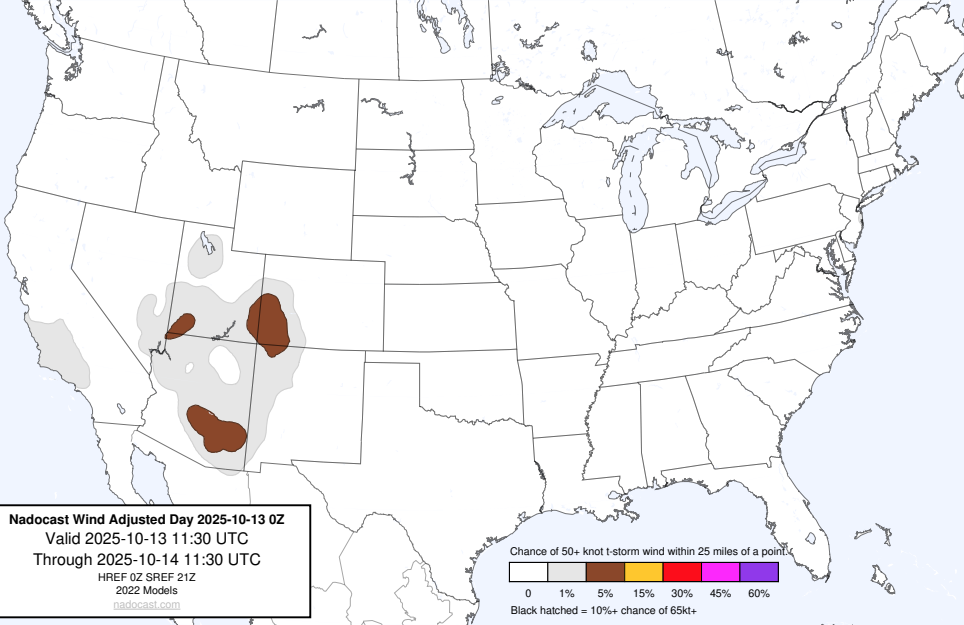 Nadocast Wind Adjusted Day 2025-10-13 0Z
Valid 2025-10-13 11:30 UTC
Through 2025-10-14 11:30 UTC
HREF 0Z SREF 21Z
2022 Models
nadocast.com
Chance of 50+ knot t-storm wind within 25 miles of a point.
0 1% 5% 15% 30% 45% 60%
Black hatched = 10%+ chance of 65kt+